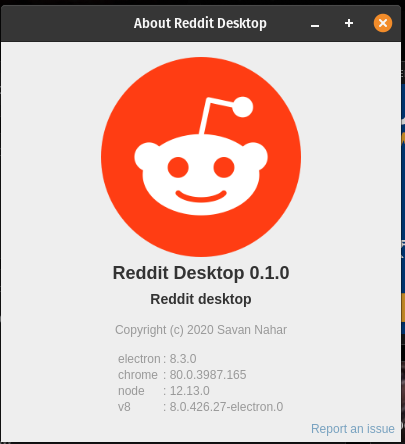 About Reddit Desktop
Reddit Desktop 0.1.0
Reddit desktop
Copyright (c) 2020 Savan Nahar
electron : 8.3.0
chrome : 80.0.3987.165
node : 12.13.0
v8 : 8.0.426.27-electron.0
Report an issue